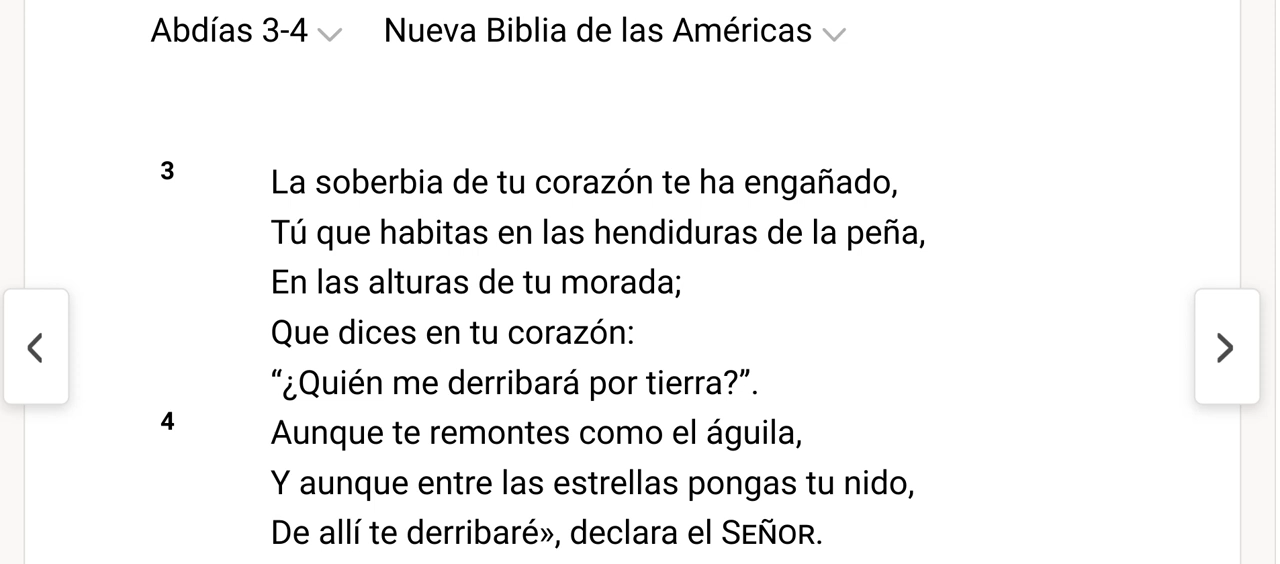 Abdías 3-4 Nueva Biblia de las Américas
3 La soberbia de tu corazón te ha engañado,
Tú que habitas en las hendiduras de la peña,
En las alturas de tu morada;
Que dices en tu corazón:
“¿Quién me derribará por tierra?”.
4 Aunque te remontes como el águila,
Y aunque entre las estrellas pongas tu nido,
De allí te derribaré», declara el SEÑOR.